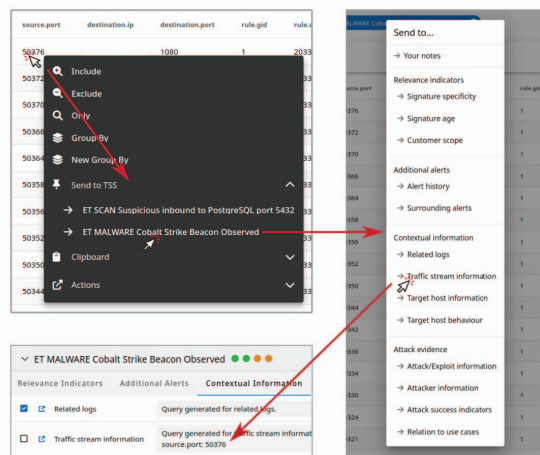 source.port destination.ip destination.port rule.gid
50376 1080 1 2033
50372
Include
Exclude
50370
Only
50366
Group By
50364
New Group By
50358
Send to TSS
50356
ET SCAN Suspicious inbound to PostgreSQL port 5432
50352
ET MALWARE Cobalt Strike Beacon Observed
50350
Clipboard
50344
Actions
Send to...
Your notes
Relevance indicators
Signature specificity
Signature age
Customer scope
Additional alerts
Alert history
Surrounding alerts
Contextual information
Related logs
Traffic stream information
Target host information
Target host behaviour
Attack evidence
Attack/Exploit information
Attacker information
Attack success indicators
Relation to use cases
ET MALWARE Cobalt Strike Beacon Observed
Relevance Indicators Additional Alerts Contextual Information
Related logs Query generated for related logs.
Traffic stream information Query generated for traffic stream informat
source.port: 50376